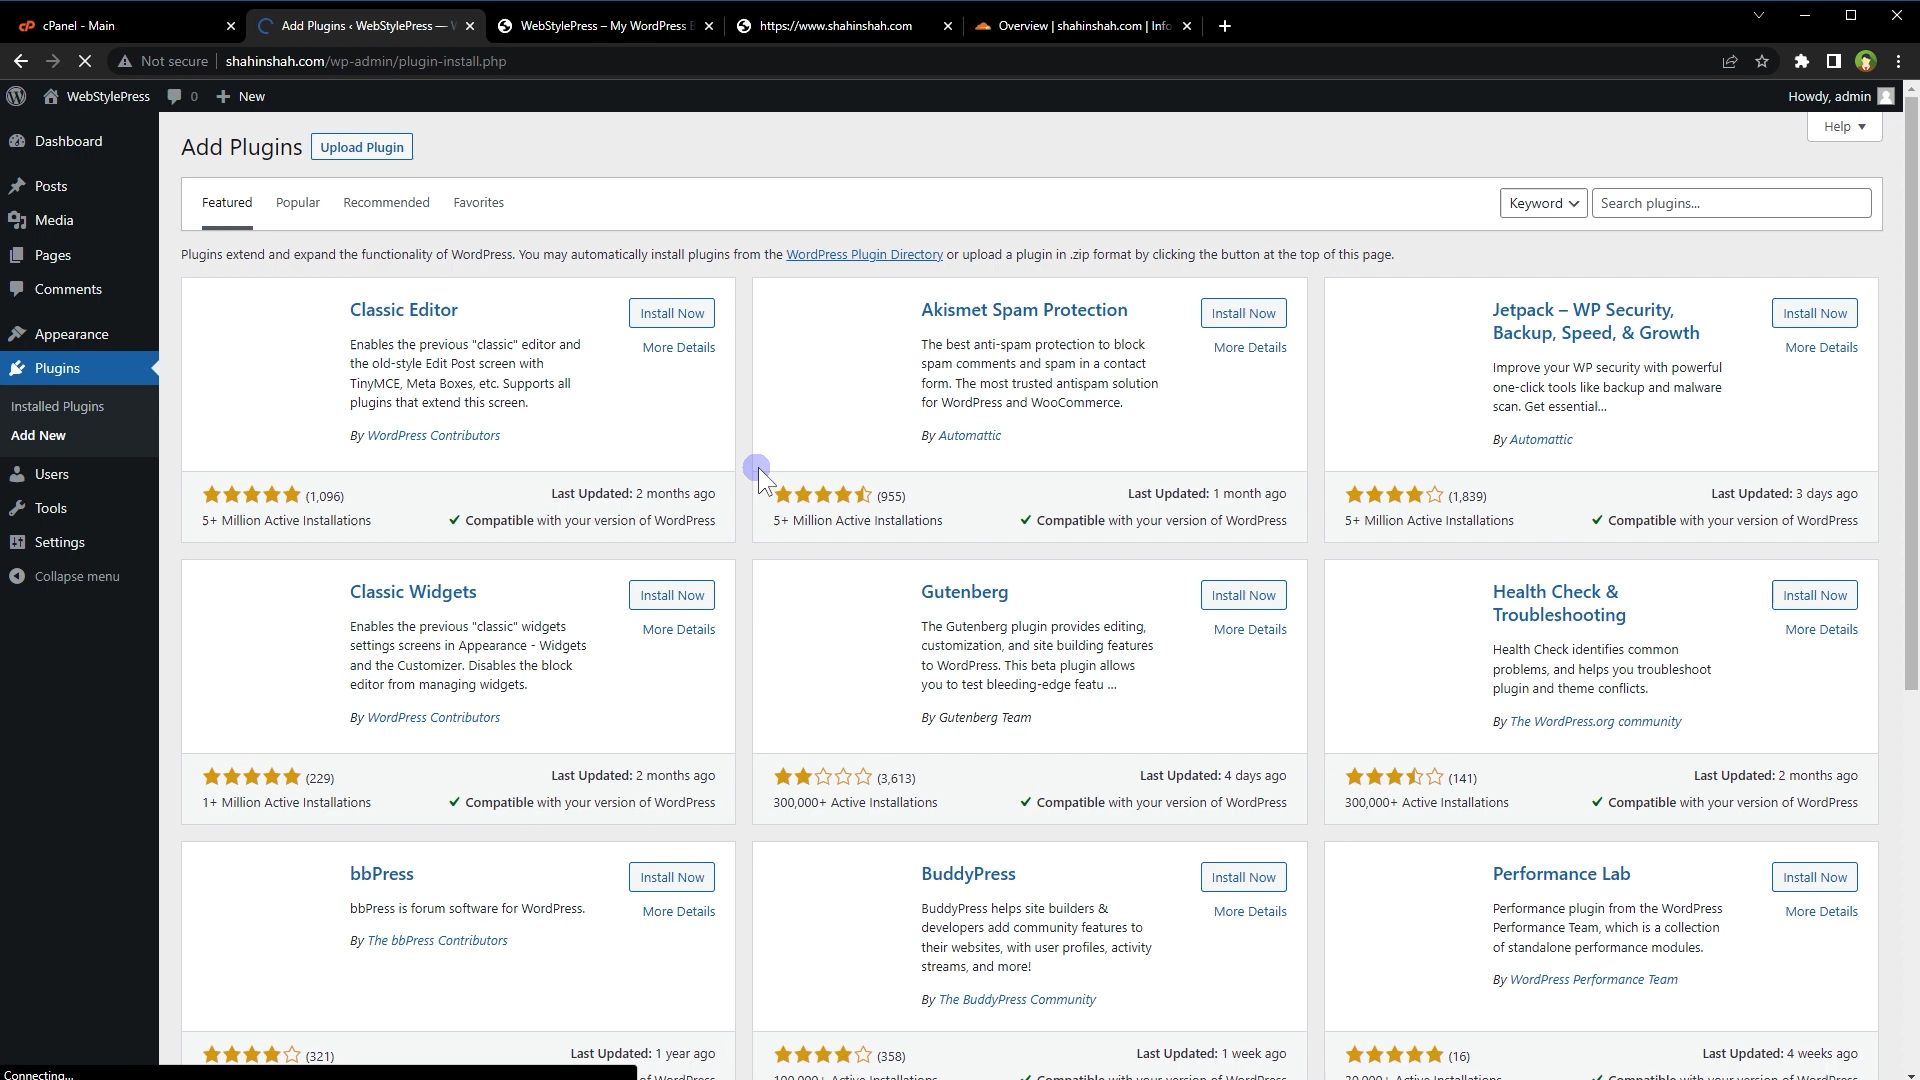 cPanel - Main
Add Plugins ‹ WebStylePress —
WebStylePress – My WordPress
https://www.shahinshah.com
Overview | shahinshah.com |
Not secure
shahinshah.com/wp-admin/plugin-install.php
WebStylePress
0
New
Howdy, admin
Dashboard
Posts
Media
Pages
Comments
Appearance
Plugins
Installed Plugins
Add New
Users
Tools
Settings
Collapse menu
Help
Add Plugins
Upload Plugin
Featured
Popular
Recommended
Favorites
Keyword
Search plugins...
Plugins extend and expand the functionality of WordPress. You may automatically install plugins from the WordPress Plugin Directory or upload a plugin in .zip format by clicking the button at the top of this page.
Classic Editor
Install Now
More Details
Enables the previous "classic" editor and
the old-style Edit Post screen with
TinyMCE, Meta Boxes, etc. Supports all
plugins that extend this screen.
By WordPress Contributors
(1,096)
Last Updated: 2 months ago
5+ Million Active Installations
Compatible with your version of WordPress
Akismet Spam Protection
Install Now
More Details
The best anti-spam protection to block
spam comments and spam in a contact
form. The most trusted antispam solution
for WordPress and WooCommerce.
By Automattic
(955)
Last Updated: 1 month ago
5+ Million Active Installations
Compatible with your version of WordPress
Jetpack – WP Security,
Backup, Speed, & Growth
Install Now
More Details
Improve your WP security with powerful
one-click tools like backup and malware
scan. Get essential...
By Automattic
(1,839)
Last Updated: 3 days ago
5+ Million Active Installations
Compatible with your version of WordPress
Classic Widgets
Install Now
More Details
Enables the previous "classic" widgets
settings screens in Appearance - Widgets
and the Customizer. Disables the block
editor from managing widgets.
By WordPress Contributors
(229)
Last Updated: 2 months ago
1+ Million Active Installations
Compatible with your version of WordPress
Gutenberg
Install Now
More Details
The Gutenberg plugin provides editing,
customization, and site building features
to WordPress. This beta plugin allows
you to test bleeding-edge featu ...
By Gutenberg Team
(3,613)
Last Updated: 4 days ago
300,000+ Active Installations
Compatible with your version of WordPress
Health Check &
Troubleshooting
Install Now
More Details
Health Check identifies common
problems, and helps you troubleshoot
plugin and theme conflicts.
By The WordPress.org community
(141)
Last Updated: 2 months ago
300,000+ Active Installations
Compatible with your version of WordPress
bbPress
Install Now
More Details
bbPress is forum software for WordPress.
By The bbPress Contributors
(321)
Last Updated: 1 year ago
of WordPress
BuddyPress
Install Now
More Details
BuddyPress helps site builders &
developers add community features to
their websites, with user profiles, activity
streams, and more!
By The BuddyPress Community
(358)
Last Updated: 1 week ago
100,000+ Active Installations
Compatible with your version of WordPress
Performance Lab
Install Now
More Details
Performance plugin from the WordPress
Performance Team, which is a collection
of standalone performance modules.
By WordPress Performance Team
(16)
Last Updated: 4 weeks ago
Active Installations
Compatible with your version of WordPress
Connecting...